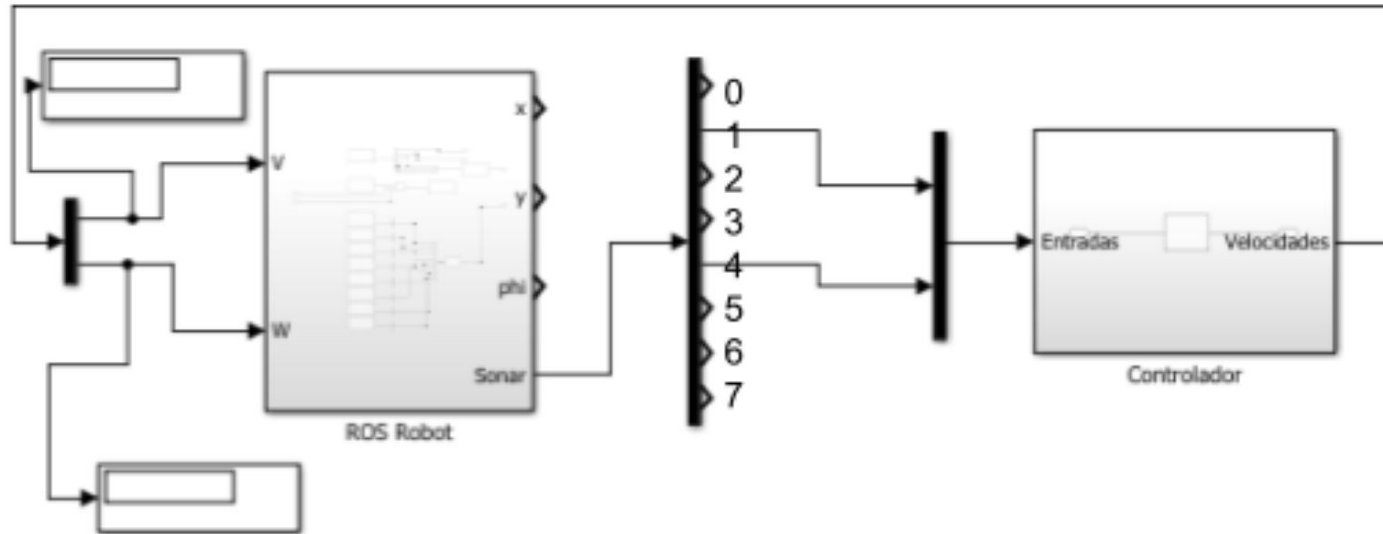 V
W
x
y
phi
Sonar
ROS Robot
0
1
2
3
4
5
6
7
Entradas
Velocidades
Controlador